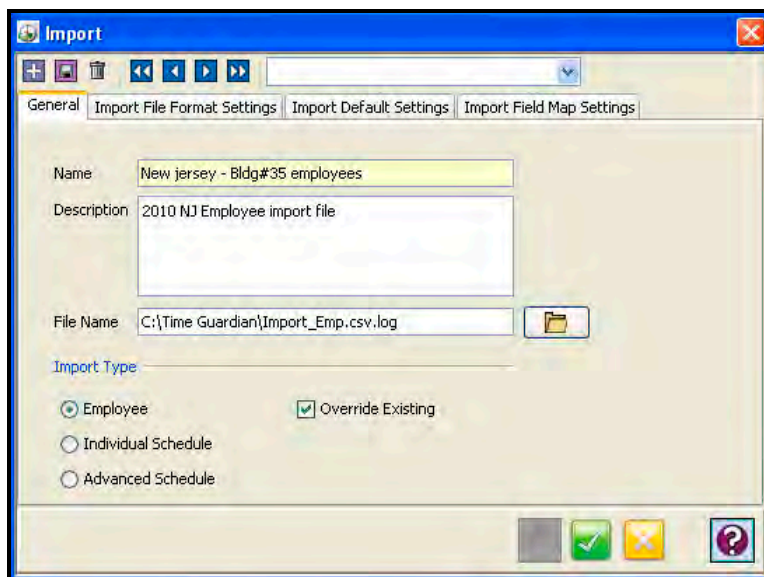 Import
General Import File Format Settings Import Default Settings Import Field Map Settings
Name New jersey - Bldg#35 employees
Description 2010 NJ Employee import file
File Name C:\Time Guardian\Import_Emp.csv.log
Import Type
Employee Override Existing
Individual Schedule
Advanced Schedule